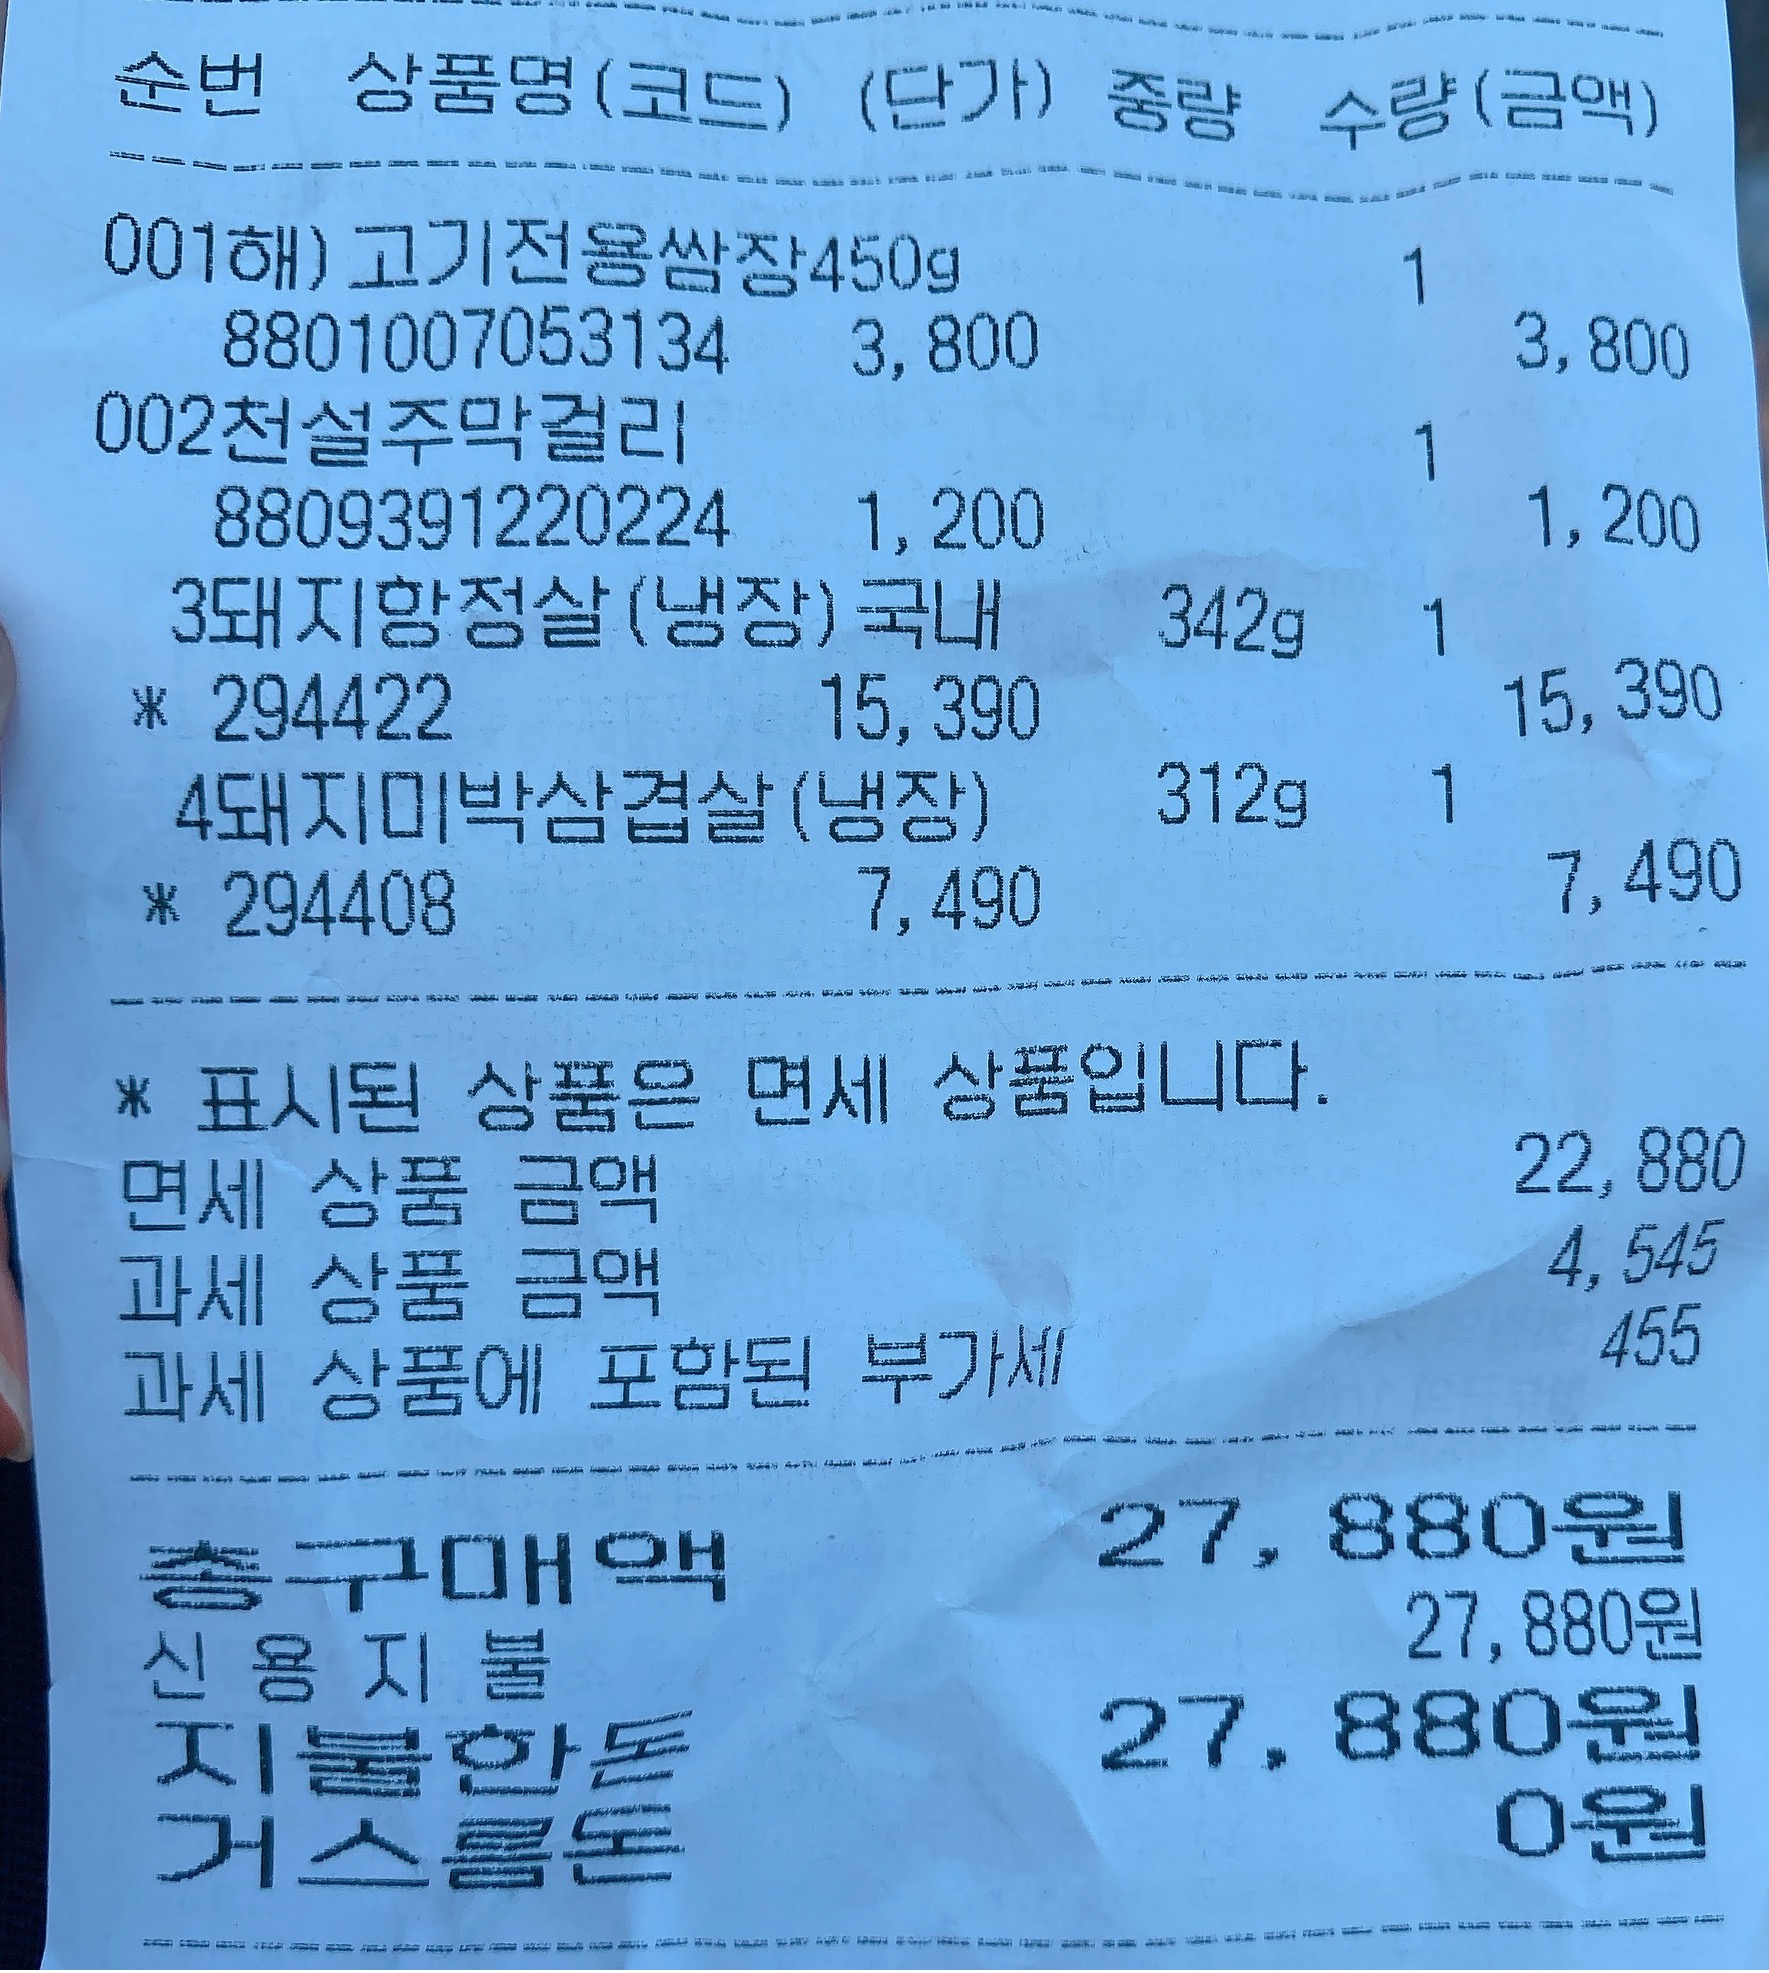 순번 상품명(코드) (단가) 중량 수량(금액)
001해)고기전용쌈장450g 1
8801007053134 3,800 3,800
002천설주막걸리 1
8809391220224 1,200 1,200
3돼지항정살(냉장)국내 342g 1
* 294422 15,390 15,390
4돼지미박삼겹살(냉장) 312g 1
* 294408 7,490 7,490
* 표시된 상품은 면세 상품입니다.
면세 상품 금액 22,880
과세 상품 금액 4,545
과세 상품에 포함된 부가세 455
총구매액 27,880원
신 용 지 불 27,880원
지불한돈 27,880원
거스름돈 0원